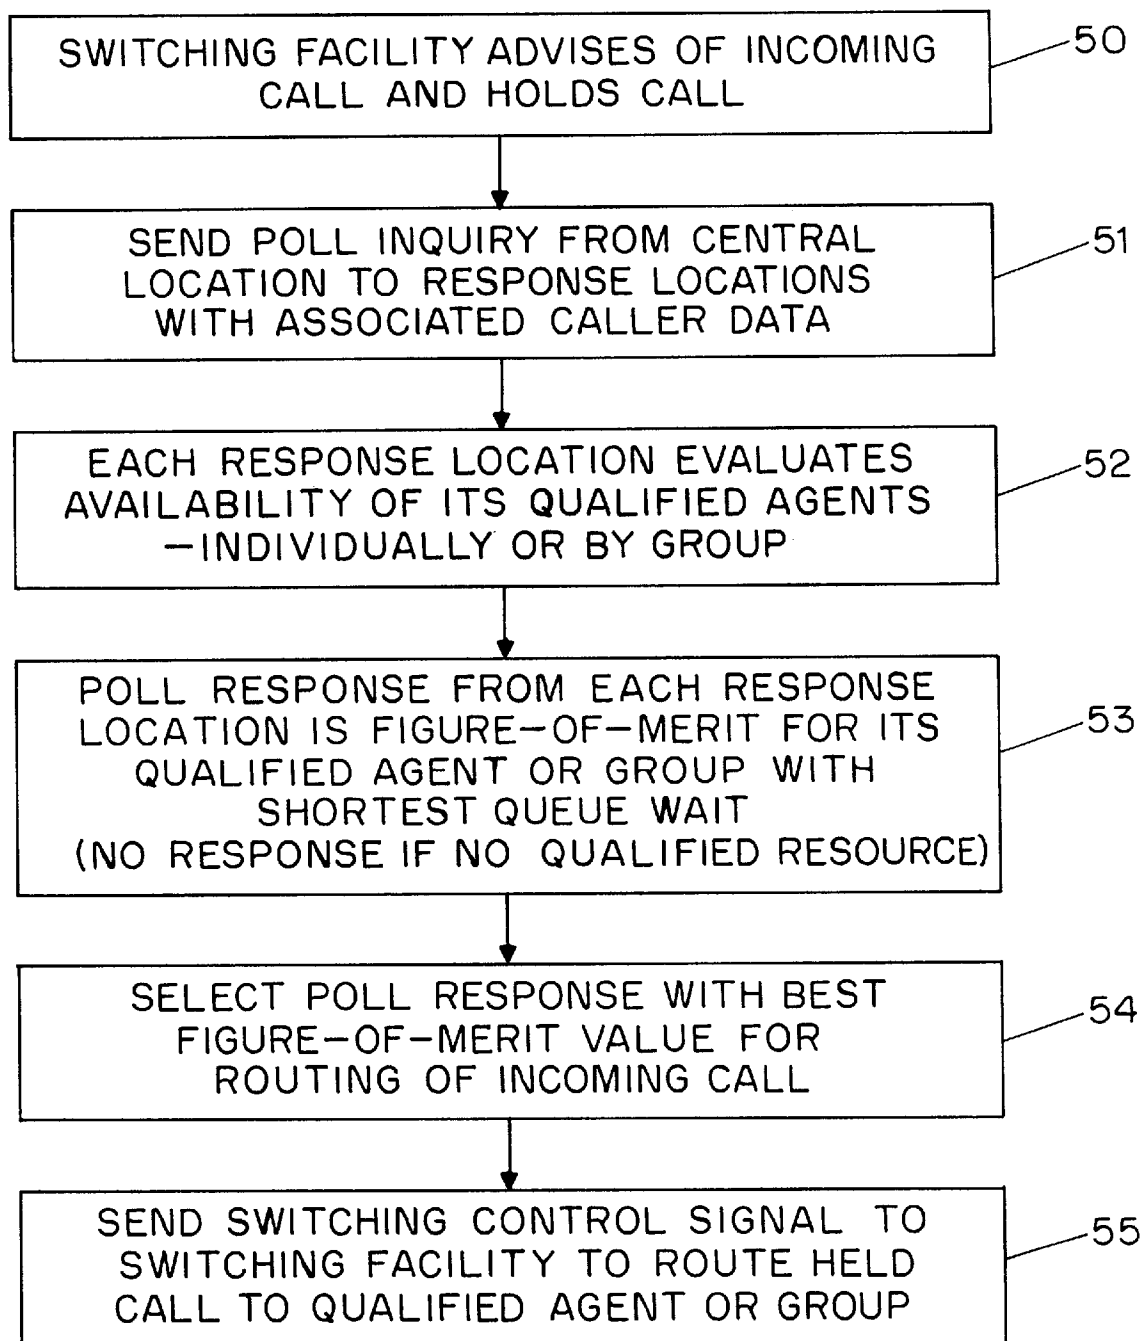 SWITCHING FACILITY ADVISES OF INCOMING
CALL AND HOLDS CALL
50
SEND POLL INQUIRY FROM CENTRAL
LOCATION TO RESPONSE LOCATIONS
WITH ASSOCIATED CALLER DATA
51
EACH RESPONSE LOCATION EVALUATES
AVAILABILITY OF ITS QUALIFIED AGENTS
—INDIVIDUALLY OR BY GROUP
52
POLL RESPONSE FROM EACH RESPONSE
LOCATION IS FIGURE—OF—MERIT FOR ITS
QUALIFIED AGENT OR GROUP WITH
SHORTEST QUEUE WAIT
(NO RESPONSE IF NO QUALIFIED RESOURCE)
53
SELECT POLL RESPONSE WITH BEST
FIGURE—OF—MERIT VALUE FOR
ROUTING OF INCOMING CALL
54
SEND SWITCHING CONTROL SIGNAL TO
SWITCHING FACILITY TO ROUTE HELD
CALL TO QUALIFIED AGENT OR GROUP
55